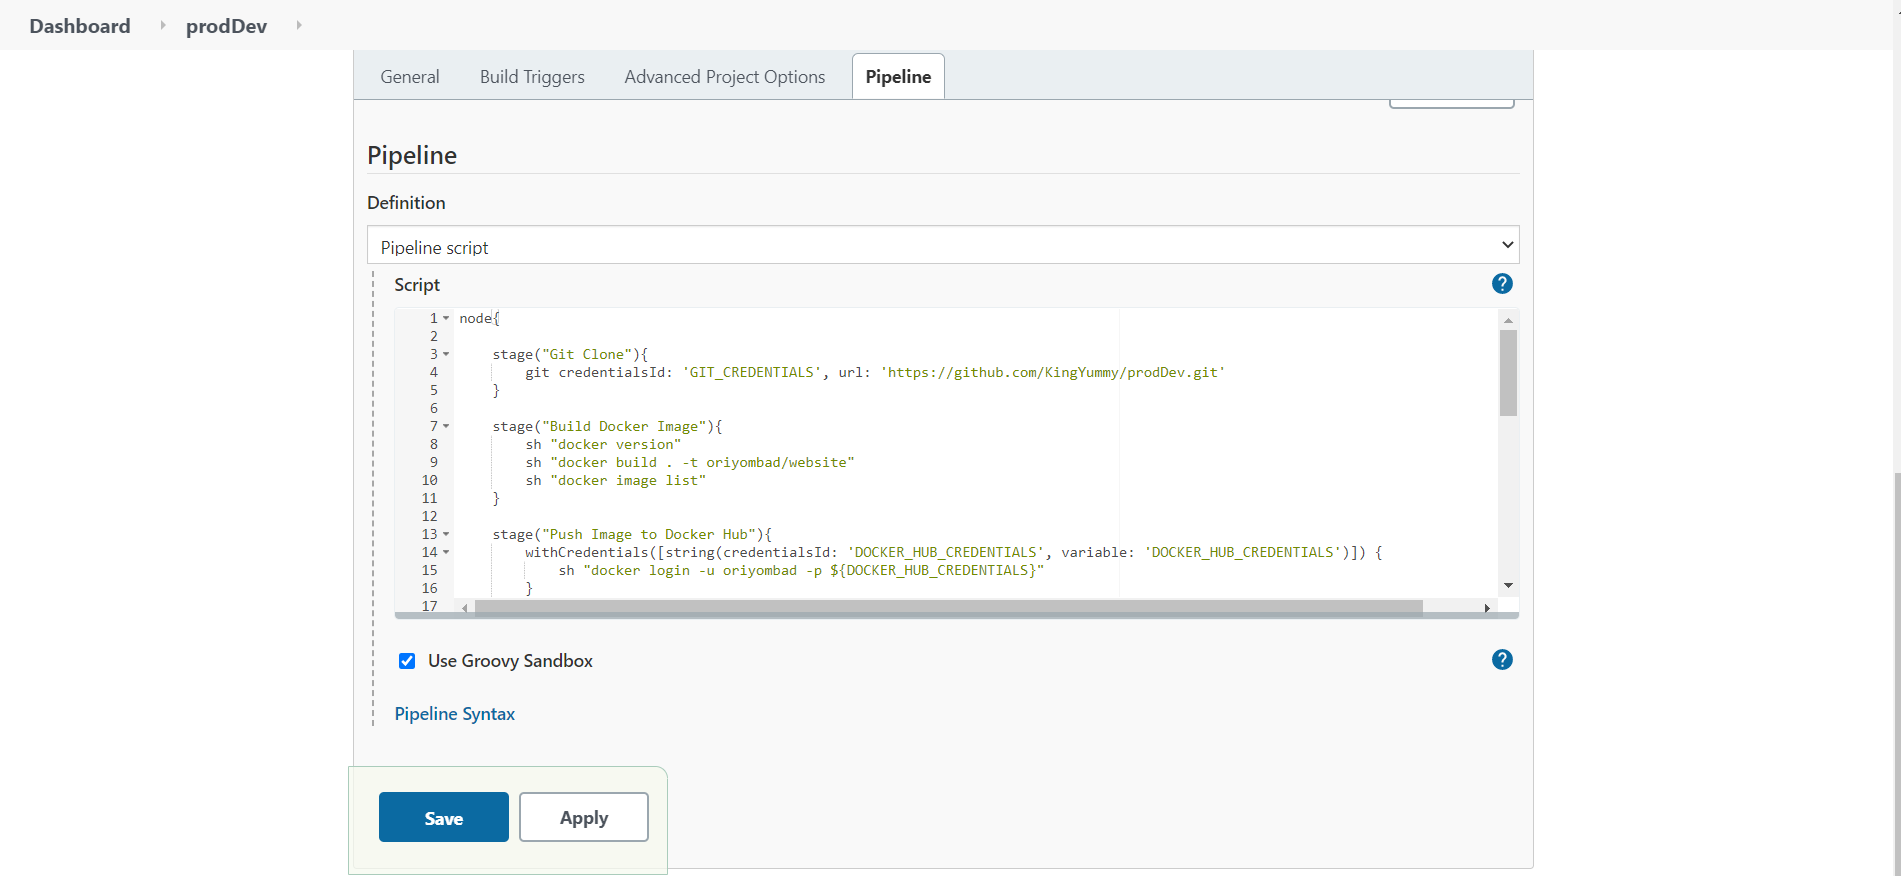 Dashboard prodDev
General Build Triggers Advanced Project Options Pipeline
Pipeline
Definition
Pipeline script
Script
?
1 node{
2
3 stage("Git Clone"){
4 git credentialsId: 'GIT_CREDENTIALS', url: 'https://github.com/KingYummy/prodDev.git'
5 }
6
7 stage("Build Docker Image"){
8 sh "docker version"
9 sh "docker build . -t oriyombad/website"
10 sh "docker image list"
11 }
12
13 stage("Push Image to Docker Hub"){
14 withCredentials([string(credentialsId: 'DOCKER_HUB_CREDENTIALS', variable: 'DOCKER_HUB_CREDENTIALS')]) {
15 sh "docker login -u oriyombad -p ${DOCKER_HUB_CREDENTIALS}"
16 }
17
Use Groovy Sandbox
?
Pipeline Syntax
Save Apply